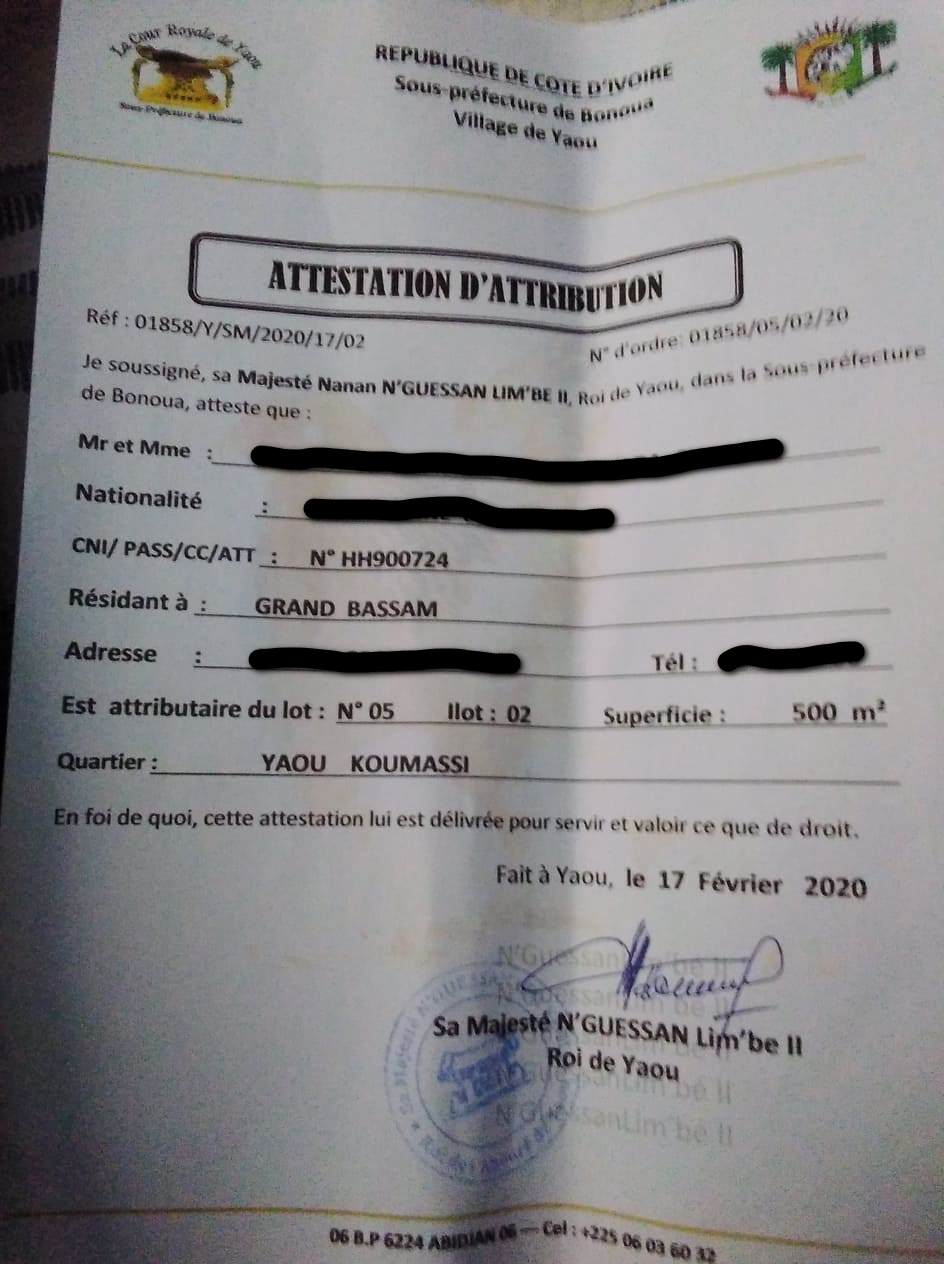 La Cour Royale de Yaou
Sous-Préfecture de Bonoua
REPUBLIQUE DE COTE D'IVOIRE
Sous-préfecture de Bonoua
Village de Yaou
ATTESTATION D'ATTRIBUTION
Réf : 01858/Y/SM/2020/17/02
N° d'ordre: 01858/05/02/20
Je soussigné, sa Majesté Nanan N'GUESSAN LIM'BE II, Roi de Yaou, dans la Sous-préfecture
de Bonoua, atteste que :
Mr et Mme :
Nationalité :
CNI/ PASS/CC/ATT : N° HH900724
Résidant à : GRAND BASSAM
Adresse : Tél :
Est attributaire du lot : N° 05 Ilot : 02 Superficie : 500 m²
Quartier : YAOU KOUMASSI
En foi de quoi, cette attestation lui est délivrée pour servir et valoir ce que de droit.
Fait à Yaou, le 17 Février 2020
Sa Majesté N'GUESSAN Lim'be II
Roi de Yaou
06 B.P 6224 ABIDJAN 06 — Cel : +225 06 03 60 32